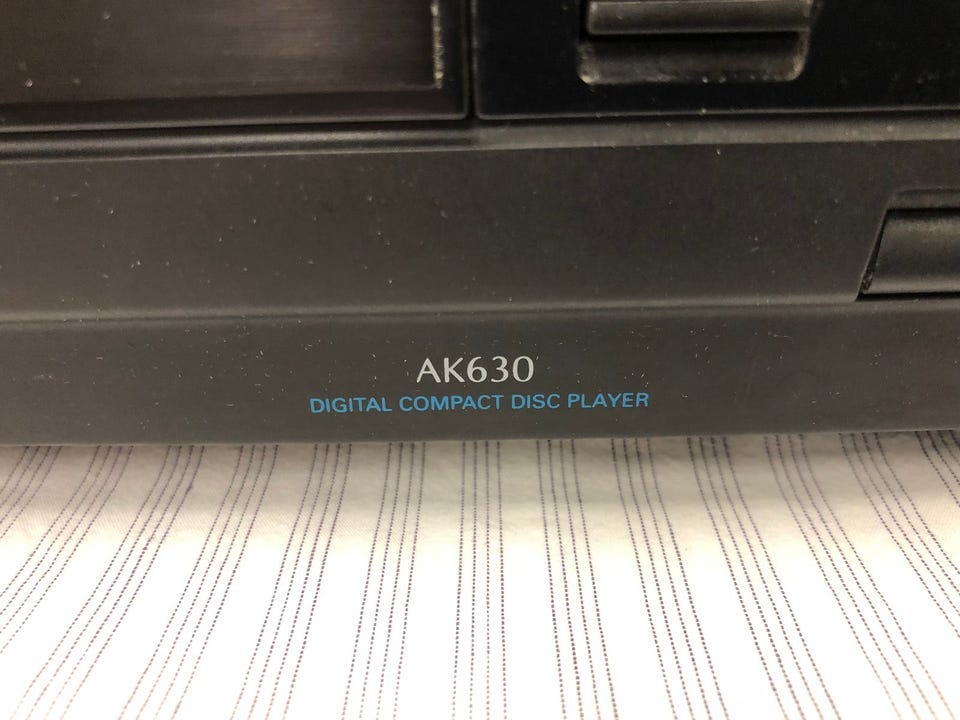 AK630
DIGITAL COMPACT DISC PLAYER